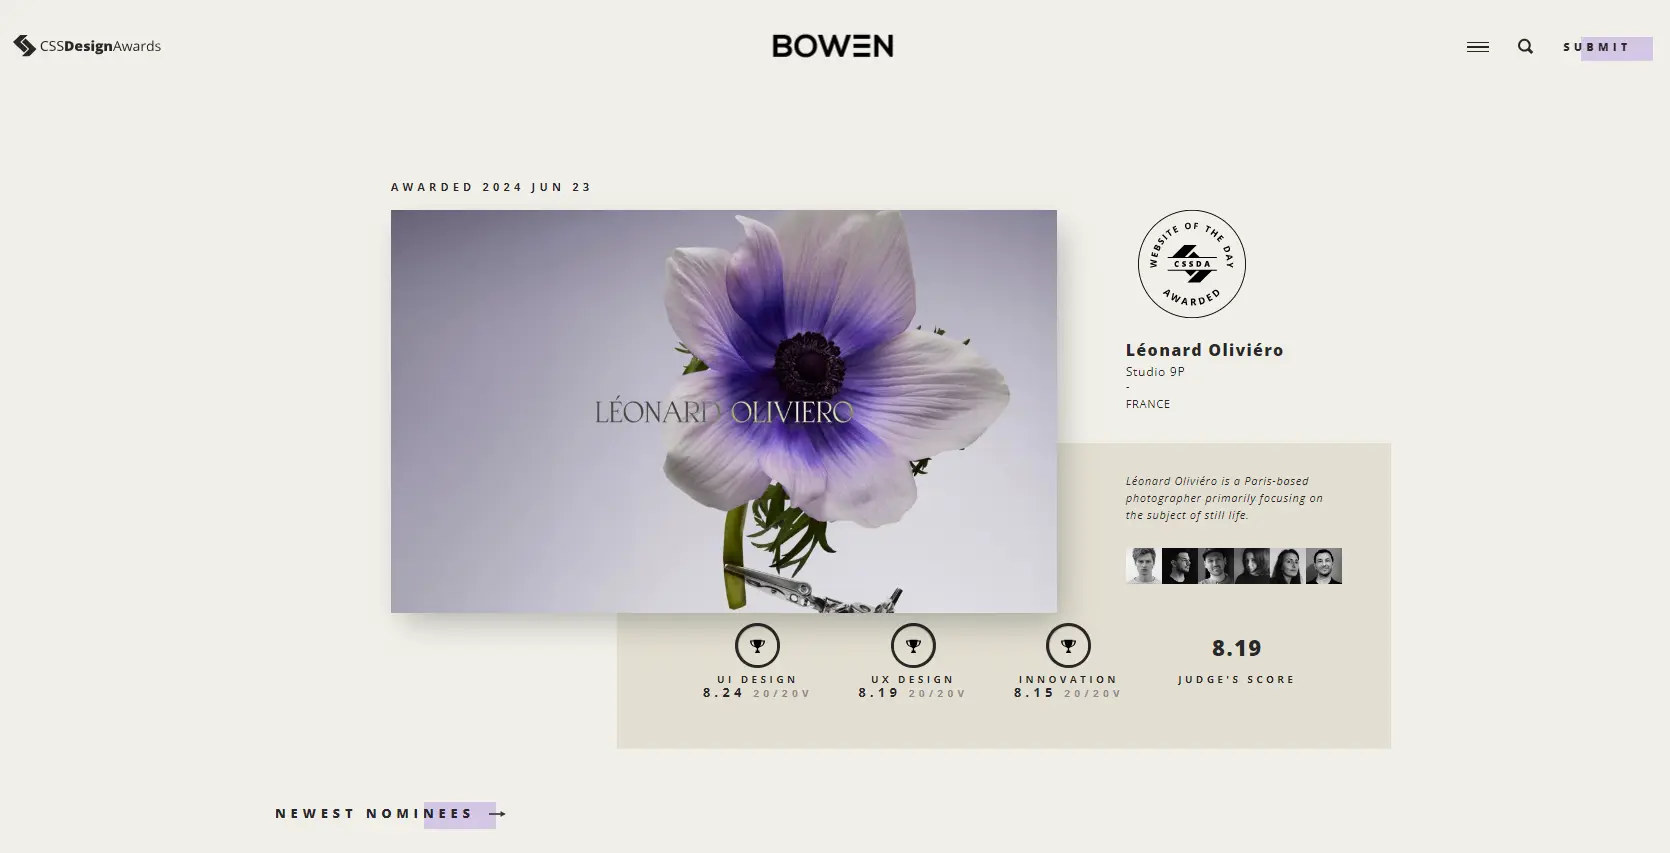 CSSDesignAwards
BOWEN
SUBMIT
AWARDED 2024 JUN 23
LÉONARD OLIVIERO
WEBSITE OF THE DAY
CSSDA
AWARDED
Léonard Oliviéro
Studio 9P
-
FRANCE
Léonard Oliviéro is a Paris-based
photographer primarily focusing on
the subject of still life.
UI DESIGN
8.24 20/20V
UX DESIGN
8.19 20/20V
INNOVATION
8.15 20/20V
8.19
JUDGE'S SCORE
NEWEST NOMINEES →